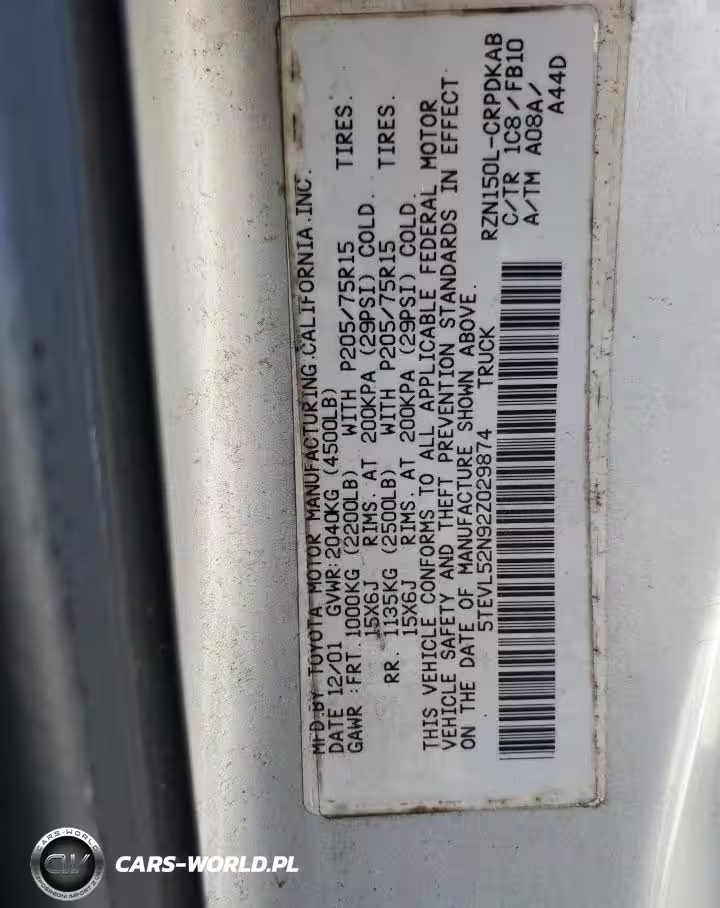 MFD.BY TOYOTA MOTOR MANUFACTURING.CALIFORNIA.INC.
DATE 12/01 GVWR:2040KG (4500LB)
GAWR :FRT.1000KG (2200LB) WITH P205/75R15 TIRES.
15X6J RIMS. AT 200KPA (29PSI) COLD.
RR. 1135KG (2500LB) WITH P205/75R15 TIRES.
15X6J RIMS. AT 200KPA (29PSI) COLD.
THIS VEHICLE CONFORMS TO ALL APPLICABLE FEDERAL MOTOR
VEHICLE SAFETY AND THEFT PREVENTION STANDARDS IN EFFECT
ON THE DATE OF MANUFACTURE SHOWN ABOVE.
5TEVL52N92Z029874 TRUCK
RZN150L-CRPDKAB
C/TR 1C8/FB10
A/TM A08A/
A44D
CARS-WORLD
CW
CARS-WORLD.PL